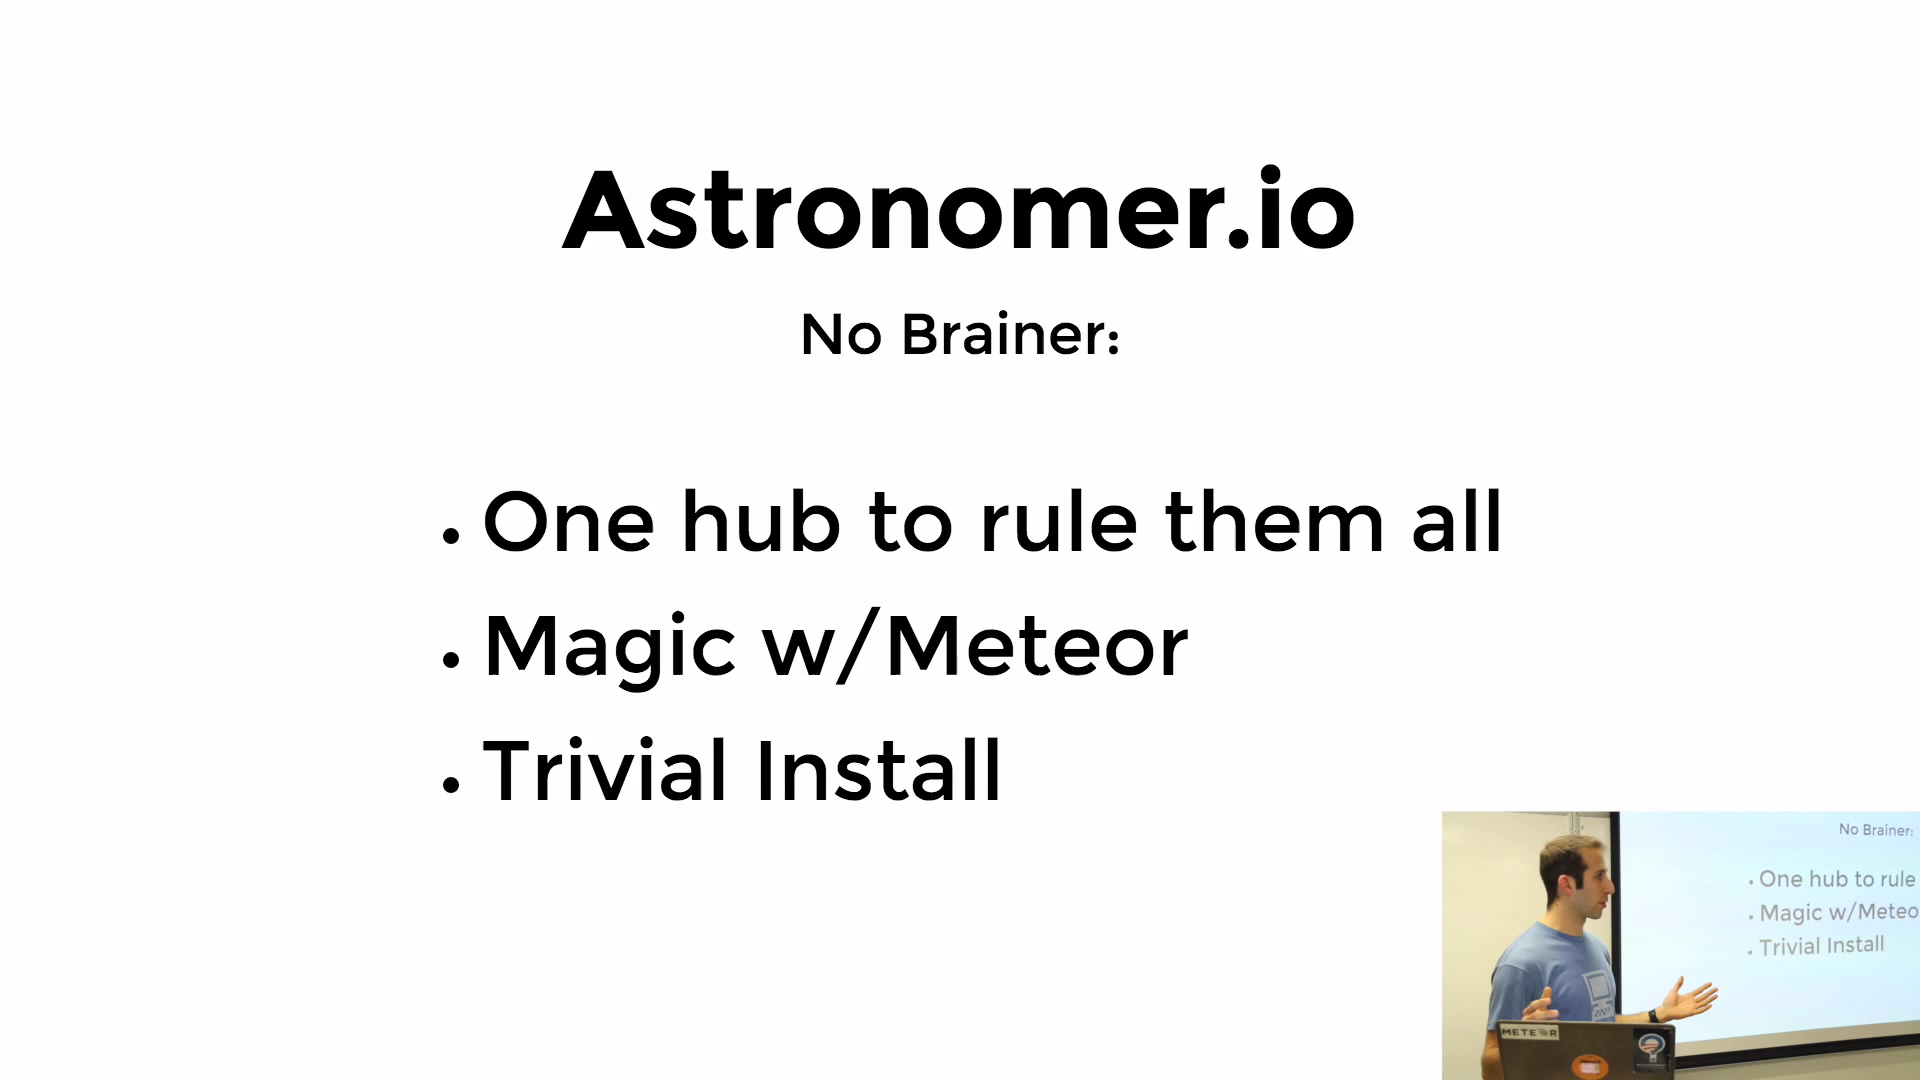 Astronomer.io
No Brainer:
• One hub to rule them all
• Magic w/Meteor
• Trivial Install
No Brainer:
• One hub to rule
• Magic w/Meteo
• Trivial Install
METEOR